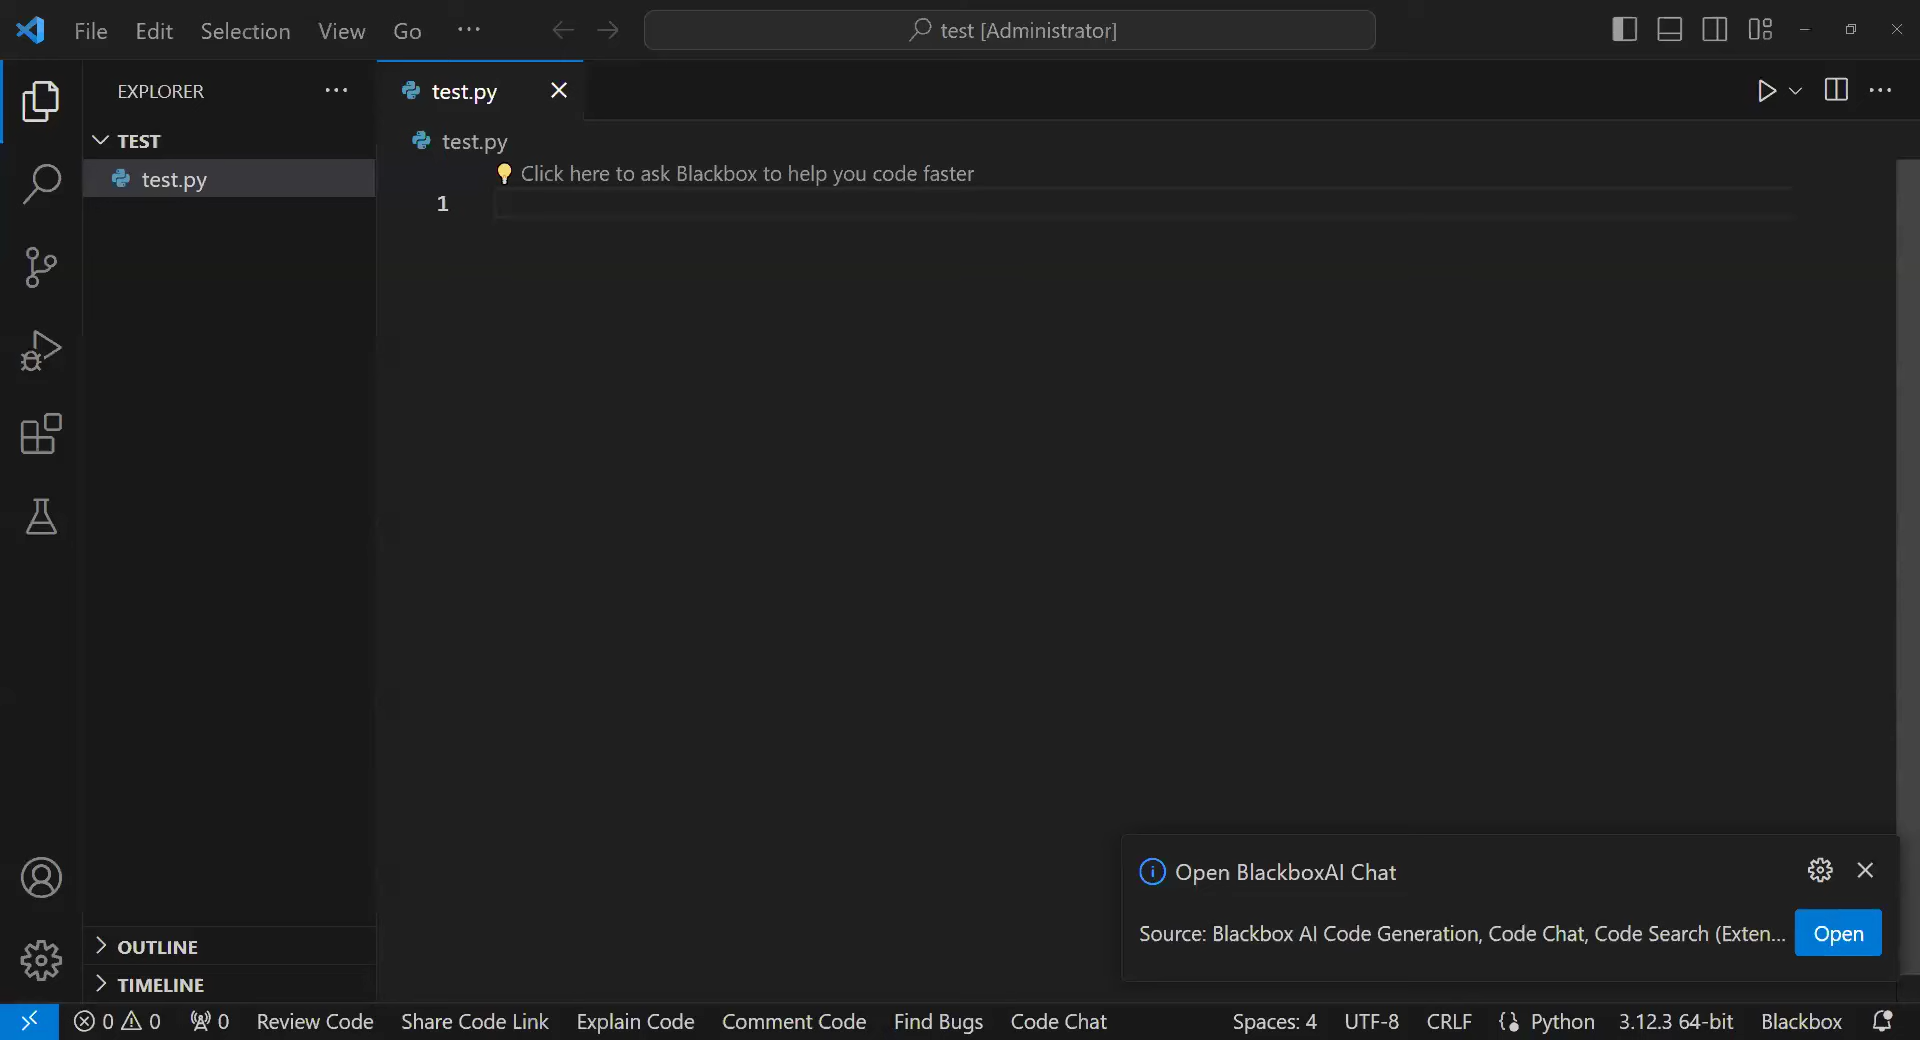 File Edit Selection View Go ··· test [Administrator]
EXPLORER ···
TEST
test.py
OUTLINE
TIMELINE
test.py
test.py
Click here to ask Blackbox to help you code faster
1
Open BlackboxAI Chat
Source: Blackbox AI Code Generation, Code Chat, Code Search (Exten... Open
0 0 0 Review Code Share Code Link Explain Code Comment Code Find Bugs Code Chat Spaces: 4 UTF-8 CRLF Python 3.12.3 64-bit Blackbox